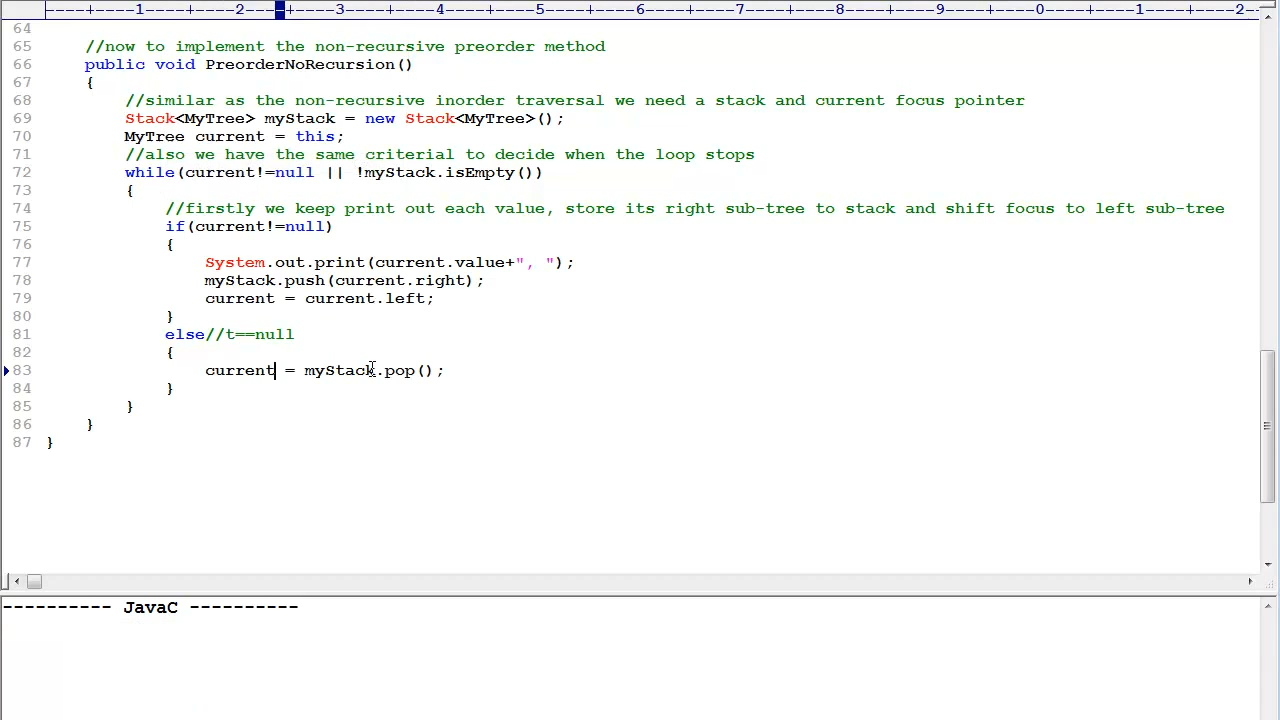 ----+----1----+----2----+----3----+----4----+----5----+----6----+----7----+----8----+----9----+----0----+----1----+----2--
64
65 //now to implement the non-recursive preorder method
66 public void PreorderNoRecursion()
67 {
68 //similar as the non-recursive inorder traversal we need a stack and current focus pointer
69 Stack<MyTree> myStack = new Stack<MyTree>();
70 MyTree current = this;
71 //also we have the same criterial to decide when the loop stops
72 while(current!=null || !myStack.isEmpty())
73 {
74 //firstly we keep print out each value, store its right sub-tree to stack and shift focus to left sub-tree
75 if(current!=null)
76 {
77 System.out.print(current.value+", ");
78 myStack.push(current.right);
79 current = current.left;
80 }
81 else//t==null
82 {
83 current = myStack.pop();
84 }
85 }
86 }
87 }
---------- JavaC ----------